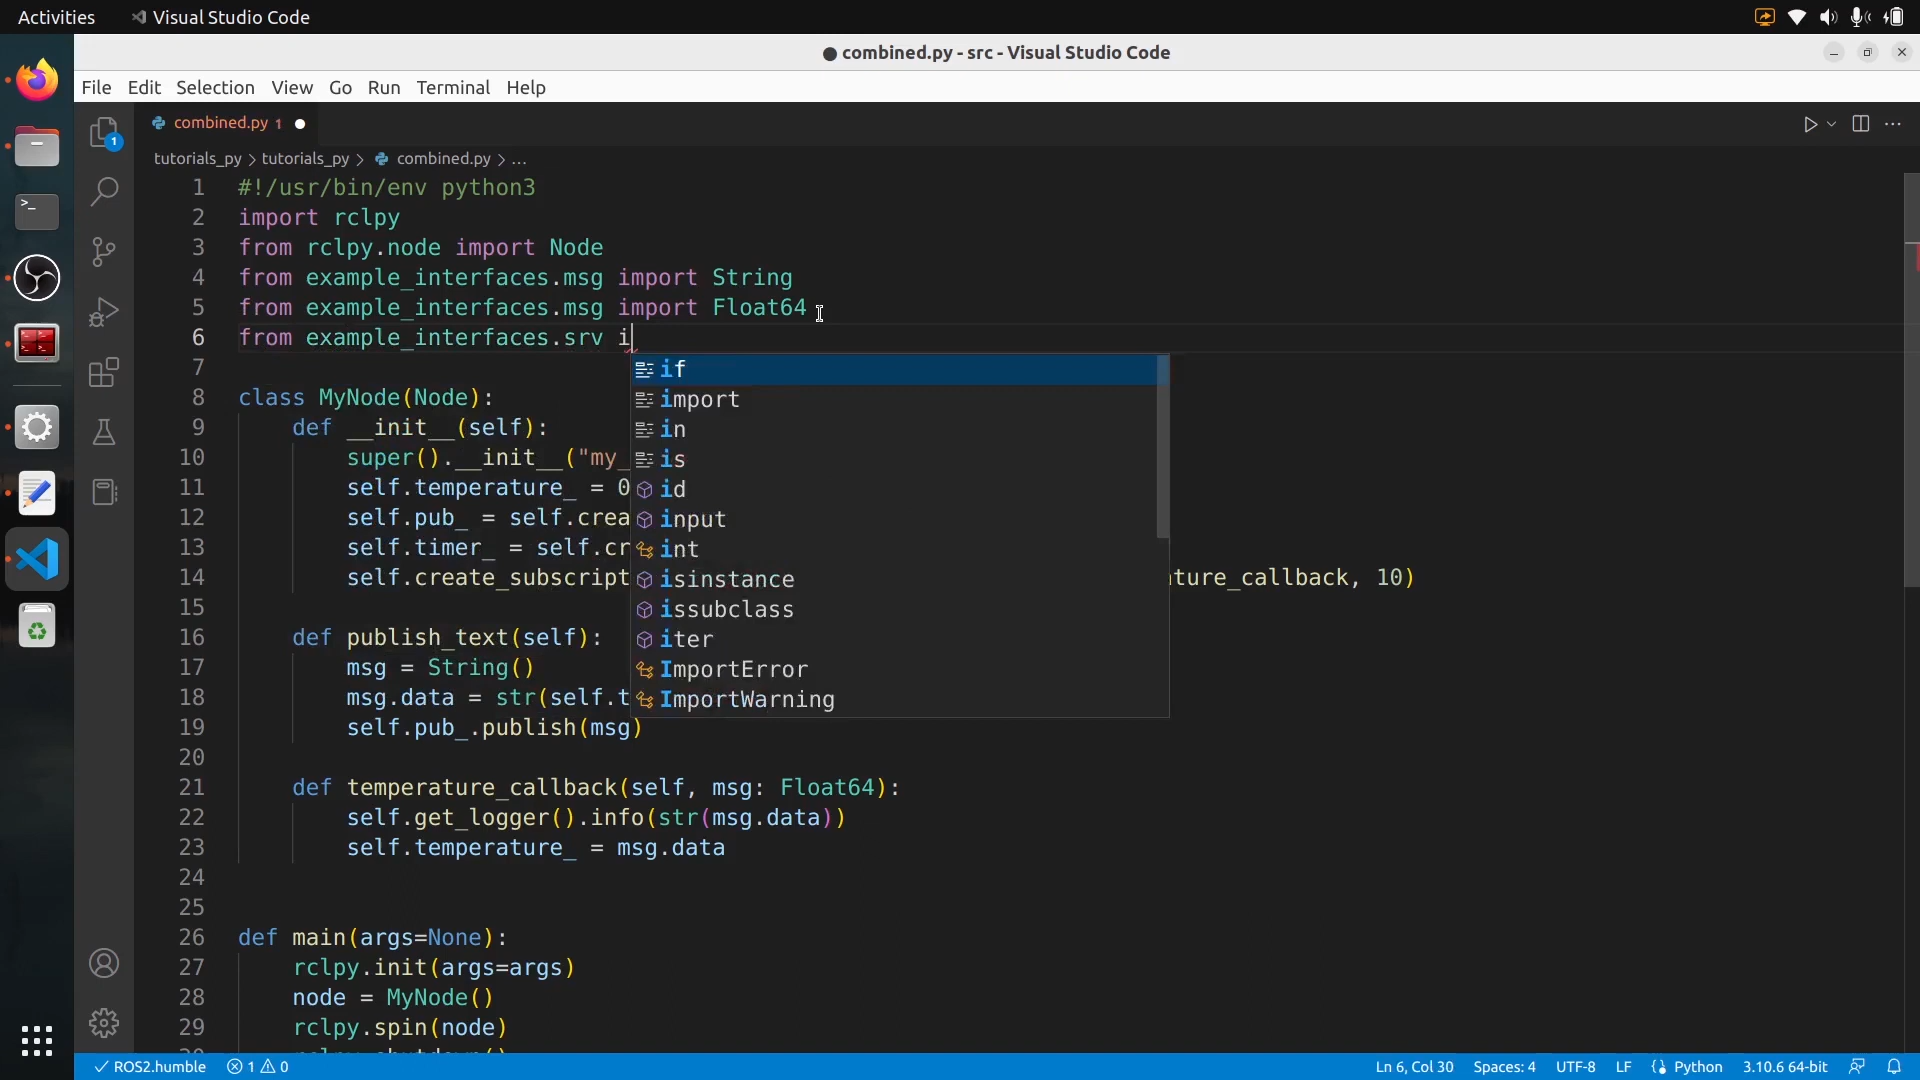 Activities Visual Studio Code
combined.py - src - Visual Studio Code
File Edit Selection View Go Run Terminal Help
combined.py 1
1
tutorials_py > tutorials_py > combined.py > ...
1 #!/usr/bin/env python3
2 import rclpy
3 from rclpy.node import Node
4 from example_interfaces.msg import String
5 from example_interfaces.msg import Float64
6 from example_interfaces.srv i
7
if
8 class MyNode(Node):
import
9 def __init__(self):
in
10 super().__init__("my_
is
11 self.temperature_ = 0
id
12 self.pub_ = self.crea
input
13 self.timer_ = self.cr
int
14 self.create_subscript
isinstance
ture_callback, 10)
15
issubclass
16 def publish_text(self):
iter
17 msg = String()
ImportError
18 msg.data = str(self.t
ImportWarning
19 self.pub_.publish(msg)
20
21 def temperature_callback(self, msg: Float64):
22 self.get_logger().info(str(msg.data))
23 self.temperature_ = msg.data
24
25
26 def main(args=None):
27 rclpy.init(args=args)
28 node = MyNode()
29 rclpy.spin(node)
ROS2.humble 1 0 Ln 6, Col 30 Spaces: 4 UTF-8 LF Python 3.10.6 64-bit